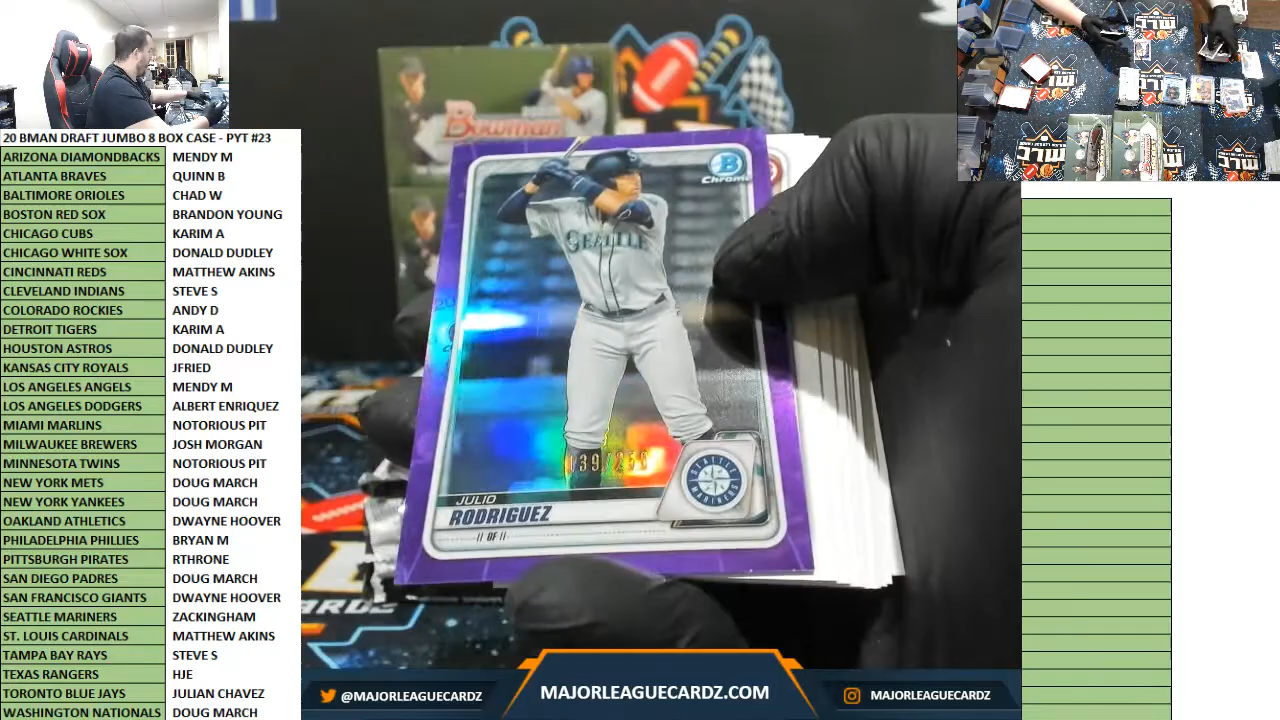 20 BMAN DRAFT JUMBO 8 BOX CASE - PYT #23
ARIZONA DIAMONDBACKS MENDY M
ATLANTA BRAVES QUINN B
BALTIMORE ORIOLES CHAD W
BOSTON RED SOX BRANDON YOUNG
CHICAGO CUBS KARIM A
CHICAGO WHITE SOX DONALD DUDLEY
CINCINNATI REDS MATTHEW AKINS
CLEVELAND INDIANS STEVE S
COLORADO ROCKIES ANDY D
DETROIT TIGERS KARIM A
HOUSTON ASTROS DONALD DUDLEY
KANSAS CITY ROYALS JFRIED
LOS ANGELES ANGELS MENDY M
LOS ANGELES DODGERS ALBERT ENRIQUEZ
MIAMI MARLINS NOTORIOUS PIT
MILWAUKEE BREWERS JOSH MORGAN
MINNESOTA TWINS NOTORIOUS PIT
NEW YORK METS DOUG MARCH
NEW YORK YANKEES DOUG MARCH
OAKLAND ATHLETICS DWAYNE HOOVER
PHILADELPHIA PHILLIES BRYAN M
PITTSBURGH PIRATES RTHRONE
SAN DIEGO PADRES DOUG MARCH
SAN FRANCISCO GIANTS DWAYNE HOOVER
SEATTLE MARINERS ZACKINGHAM
ST. LOUIS CARDINALS MATTHEW AKINS
TAMPA BAY RAYS STEVE S
TEXAS RANGERS HJE
TORONTO BLUE JAYS JULIAN CHAVEZ
WASHINGTON NATIONALS DOUG MARCH
Bowman
B
Chrome
SEATTLE
039/250
SEATTLE
MARINERS
JULIO
RODRIGUEZ
// OF //
@MAJORLEAGUECARDZ
MAJORLEAGUECARDZ.COM
MAJORLEAGUECARDZ